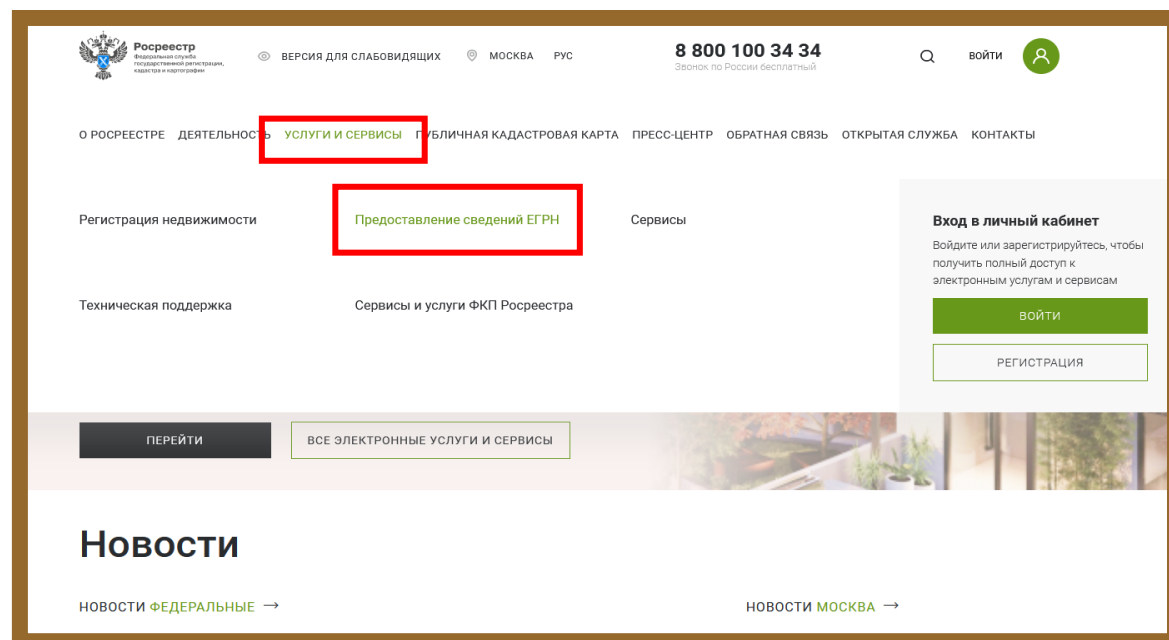 Росреестр
Федеральная служба
государственной регистрации,
кадастра и картографии
ВЕРСИЯ ДЛЯ СЛАБОВИДЯЩИХ
МОСКВА
РУС
8 800 100 34 34
Звонок по России бесплатный
ВОЙТИ
О РОСРЕЕСТРЕ ДЕЯТЕЛЬНОСТЬ УСЛУГИ И СЕРВИСЫ ПУБЛИЧНАЯ КАДАСТРОВАЯ КАРТА ПРЕСС-ЦЕНТР ОБРАТНАЯ СВЯЗЬ ОТКРЫТАЯ СЛУЖБА КОНТАКТЫ
Регистрация недвижимости
Предоставление сведений ЕГРН
Сервисы
Техническая поддержка
Сервисы и услуги ФКП Росреестра
Вход в личный кабинет
Войдите или зарегистрируйтесь, чтобы
получить полный доступ к
электронным услугам и сервисам
ВОЙТИ
РЕГИСТРАЦИЯ
ПЕРЕЙТИ
ВСЕ ЭЛЕКТРОННЫЕ УСЛУГИ И СЕРВИСЫ
Новости
НОВОСТИ ФЕДЕРАЛЬНЫЕ →
НОВОСТИ МОСКВА →